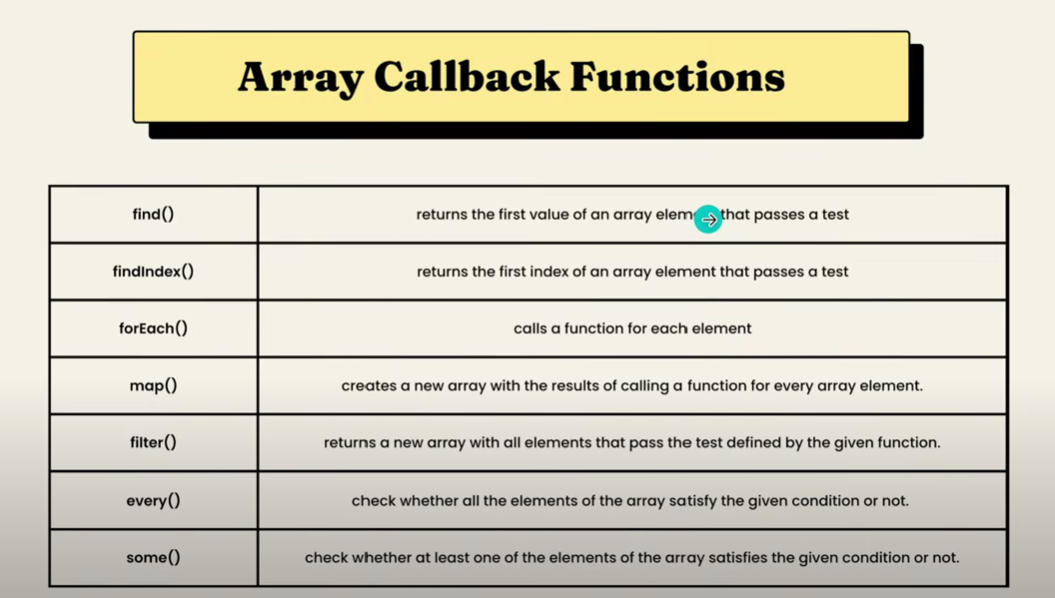 Array Callback Functions
find()
returns the first value of an array that passes a test
findIndex()
returns the first index of an array element that passes a test
forEach()
calls a function for each element
map()
creates a new array with the results of calling a function for every array element.
filter()
returns a new array with all elements that pass the test defined by the given function.
every()
check whether all the elements of the array satisfy the given condition or not.
some()
check whether at least one of the elements of the array satisfies the given condition or not.